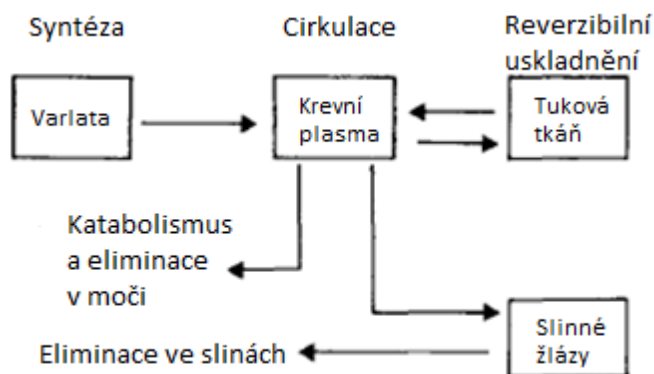 Syntéza
Cirkulace
Reverzibilní
uskladnění
Varlata
Krevní
plasma
Tuková
tkáň
Katabolismus
a eliminace
v moči
Slinné
žlázy
Eliminace ve slinách